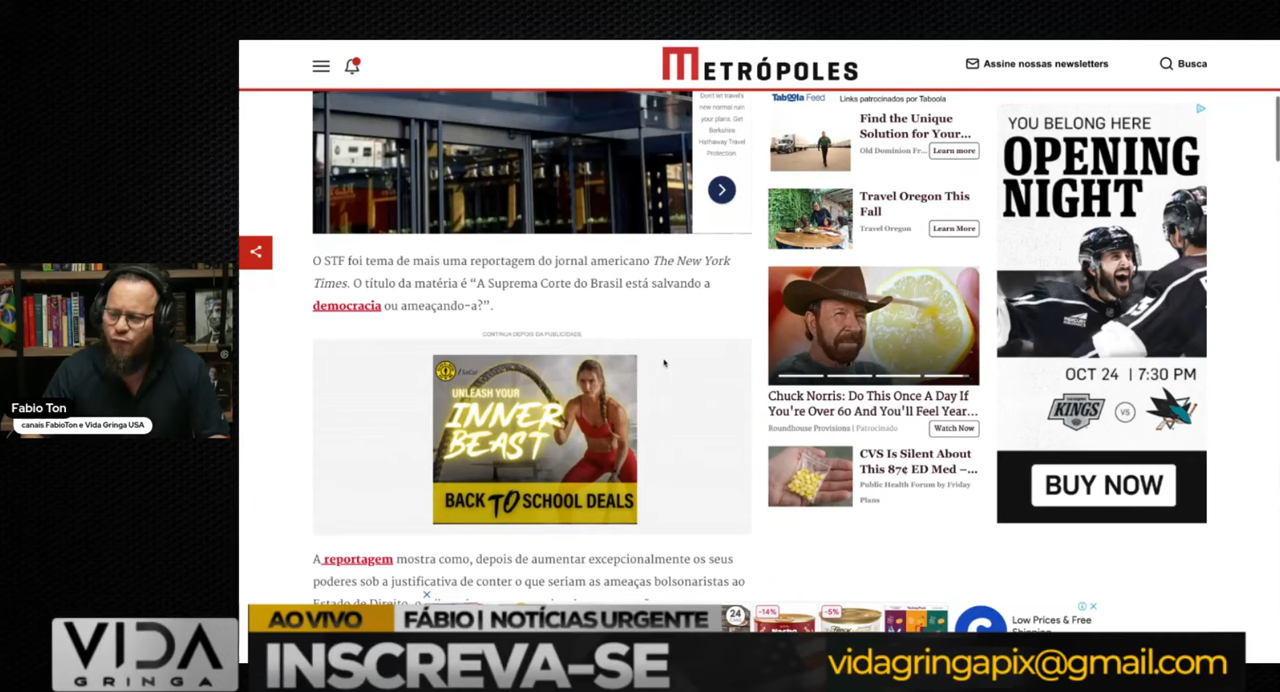 METRÓPOLES
Assine nossas newsletters
Busca
Don't let travel's
new normal ruin
your plans. Get
Berkshire
Hathaway Travel
Protection
O STF foi tema de mais uma reportagem do jornal americano The New York
Times. O título da matéria é “A Suprema Corte do Brasil está salvando a
democracia ou ameaçando-a?”.
CONTINUA DEPOIS DA PUBLICIDADE
UNLEASH YOUR
INNER
BEAST
BACK TO SCHOOL DEALS
A reportagem mostra como, depois de aumentar excepcionalmente os seus
poderes sob a justificativa de conter o que seriam as ameaças bolsonaristas ao
Taboola Feed
Links patrocinados por Taboola
Find the Unique
Solution for Your...
Old Dominion Fr...
Learn more
Travel Oregon This
Fall
Travel Oregon
Learn More
Chuck Norris: Do This Once A Day If
You're Over 60 And You'll Feel Year...
Roundhouse Provisions | Patrocinado
Watch Now
CVS Is Silent About
This 87¢ ED Med –...
Public Health Forum by Friday
Plans
YOU BELONG HERE
OPENING
NIGHT
OCT 24 | 7:30 PM
KINGS
VS
BUY NOW
Fabio Ton
canais FabioTon e Vida Gringa USA
24
-14%
-5%
Low Prices & Free
AO VIVO
FÁBIO | NOTÍCIAS URGENTE
VIDA
GRINGA
INSCREVA-SE
vidagringapix@gmail.com